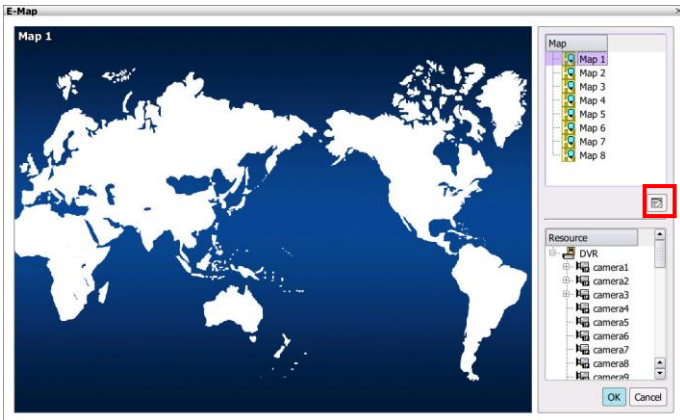 E-Map
Map 1
Map
Map 1
Map 2
Map 3
Map 4
Map 5
Map 6
Map 7
Map 8
Resource
DVR
camera1
camera2
camera3
camera4
camera5
camera6
camera7
camera8
camera9
OK Cancel